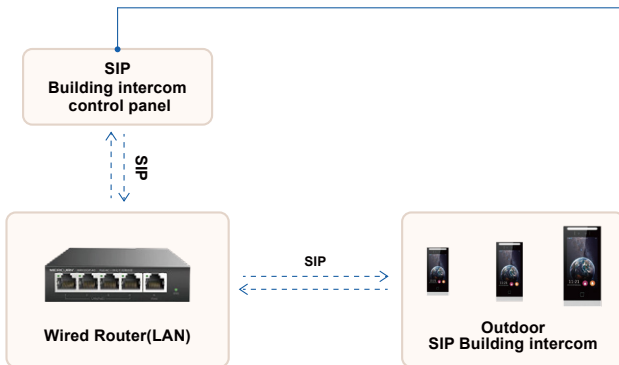 SIP
Building intercom
control panel
SIP
SIP
Wired Router(LAN)
Outdoor
SIP Building intercom